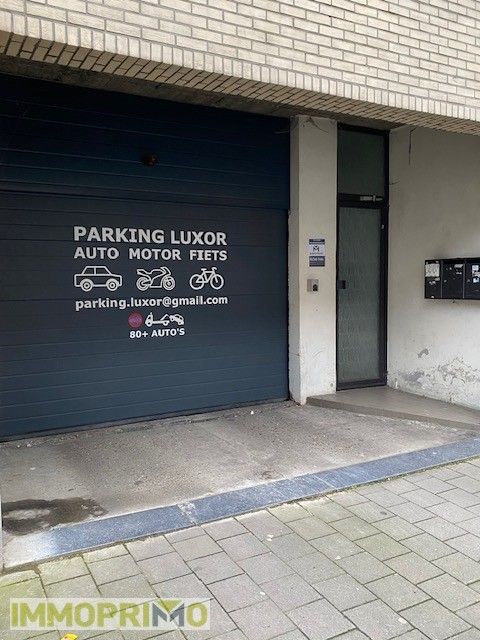 PARKING LUXOR
AUTO MOTOR FIETS
parking.luxor@gmail.com
80+ AUTO'S
IMMOPRIMO